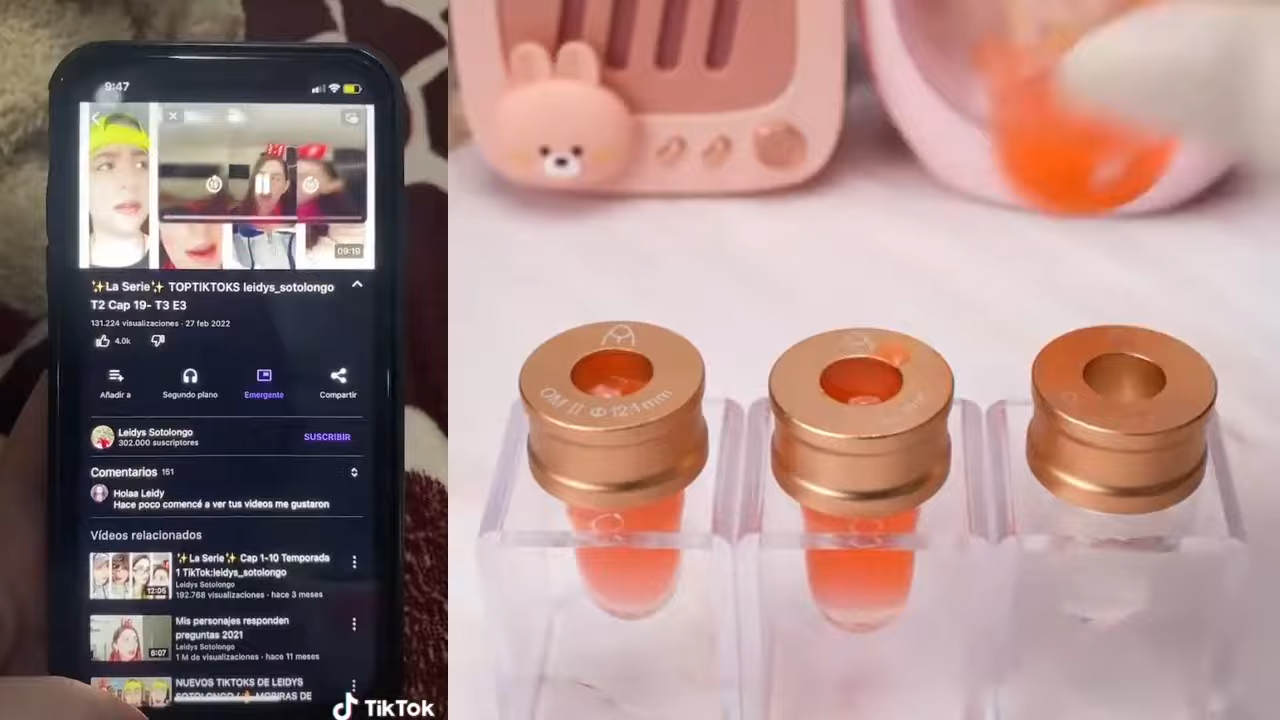 9:47
09:19
✨La Serie✨ TOPTIKTOKS leidys_sotolongo
T2 Cap 19- T3 E3
131.224 visualizaciones · 27 feb 2022
4.0k
Añadir a
Segundo plano
Emergente
Compartir
Leidys Sotolongo
302.000 suscriptores
SUSCRIBIR
Comentarios 151
Holaa Leidy
Hace poco comencé a ver tus videos me gustaron
Vídeos relacionados
✨La Serie✨ Cap 1-10 Temporada
1 TikTok:leidys_sotolongo
Leidys Sotolongo
192.768 visualizaciones · hace 3 meses
12:05
Mis personajes responden
preguntas 2021
Leidys Sotolongo
1 M de visualizaciones · hace 11 meses
6:07
NUEVOS TIKTOKS DE LEIDYS
SOTOLONGO
DE
TikTok
Φ 12.1mm